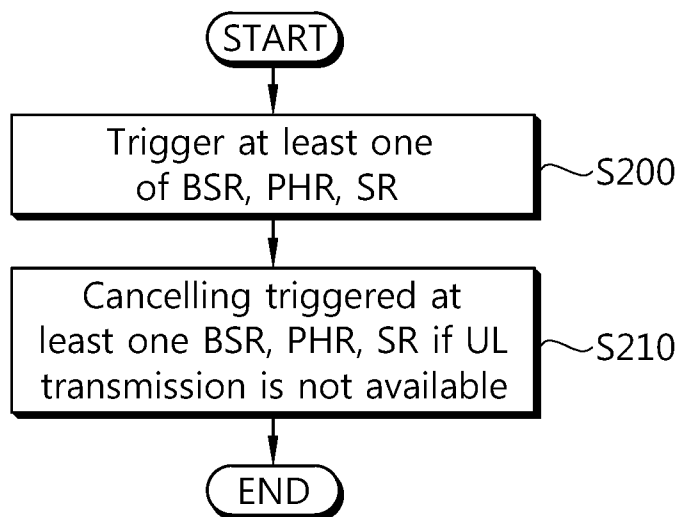 START
Trigger at least one
of BSR, PHR, SR
S200
Cancelling triggered at
least one BSR, PHR, SR if UL
transmission is not available
S210
END